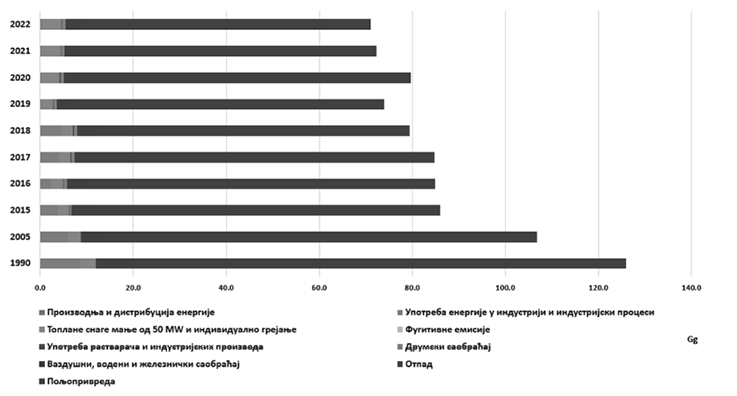 2022
2021
2020
2019
2018
2017
2016
2015
2005
1990
0.0 20.0 40.0 60.0 80.0 100.0 120.0 140.0
Gg
Производња и дистрибуција енергије
Употреба енергије у индустрији и индустријски процеси
Топлане снаге мање од 50 MW и индивидуално грејање
Фугитивне емисије
Употреба растварача и индустријских производа
Друмски саобраћај
Ваздушни, водени и железнички саобраћај
Отпад
Пољопривреда